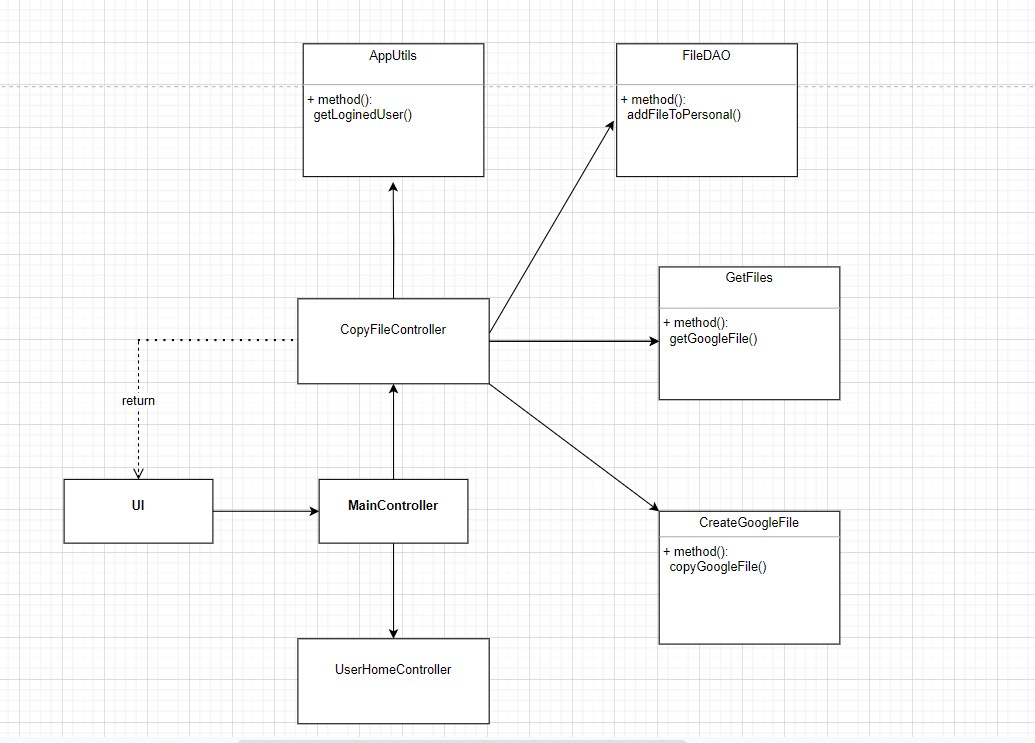 AppUtils
+ method():
getLoginedUser()
FileDAO
+ method():
addFileToPersonal()
GetFiles
+ method():
getGoogleFile()
CopyFileController
return
UI
MainController
CreateGoogleFile
+ method():
copyGoogleFile()
UserHomeController